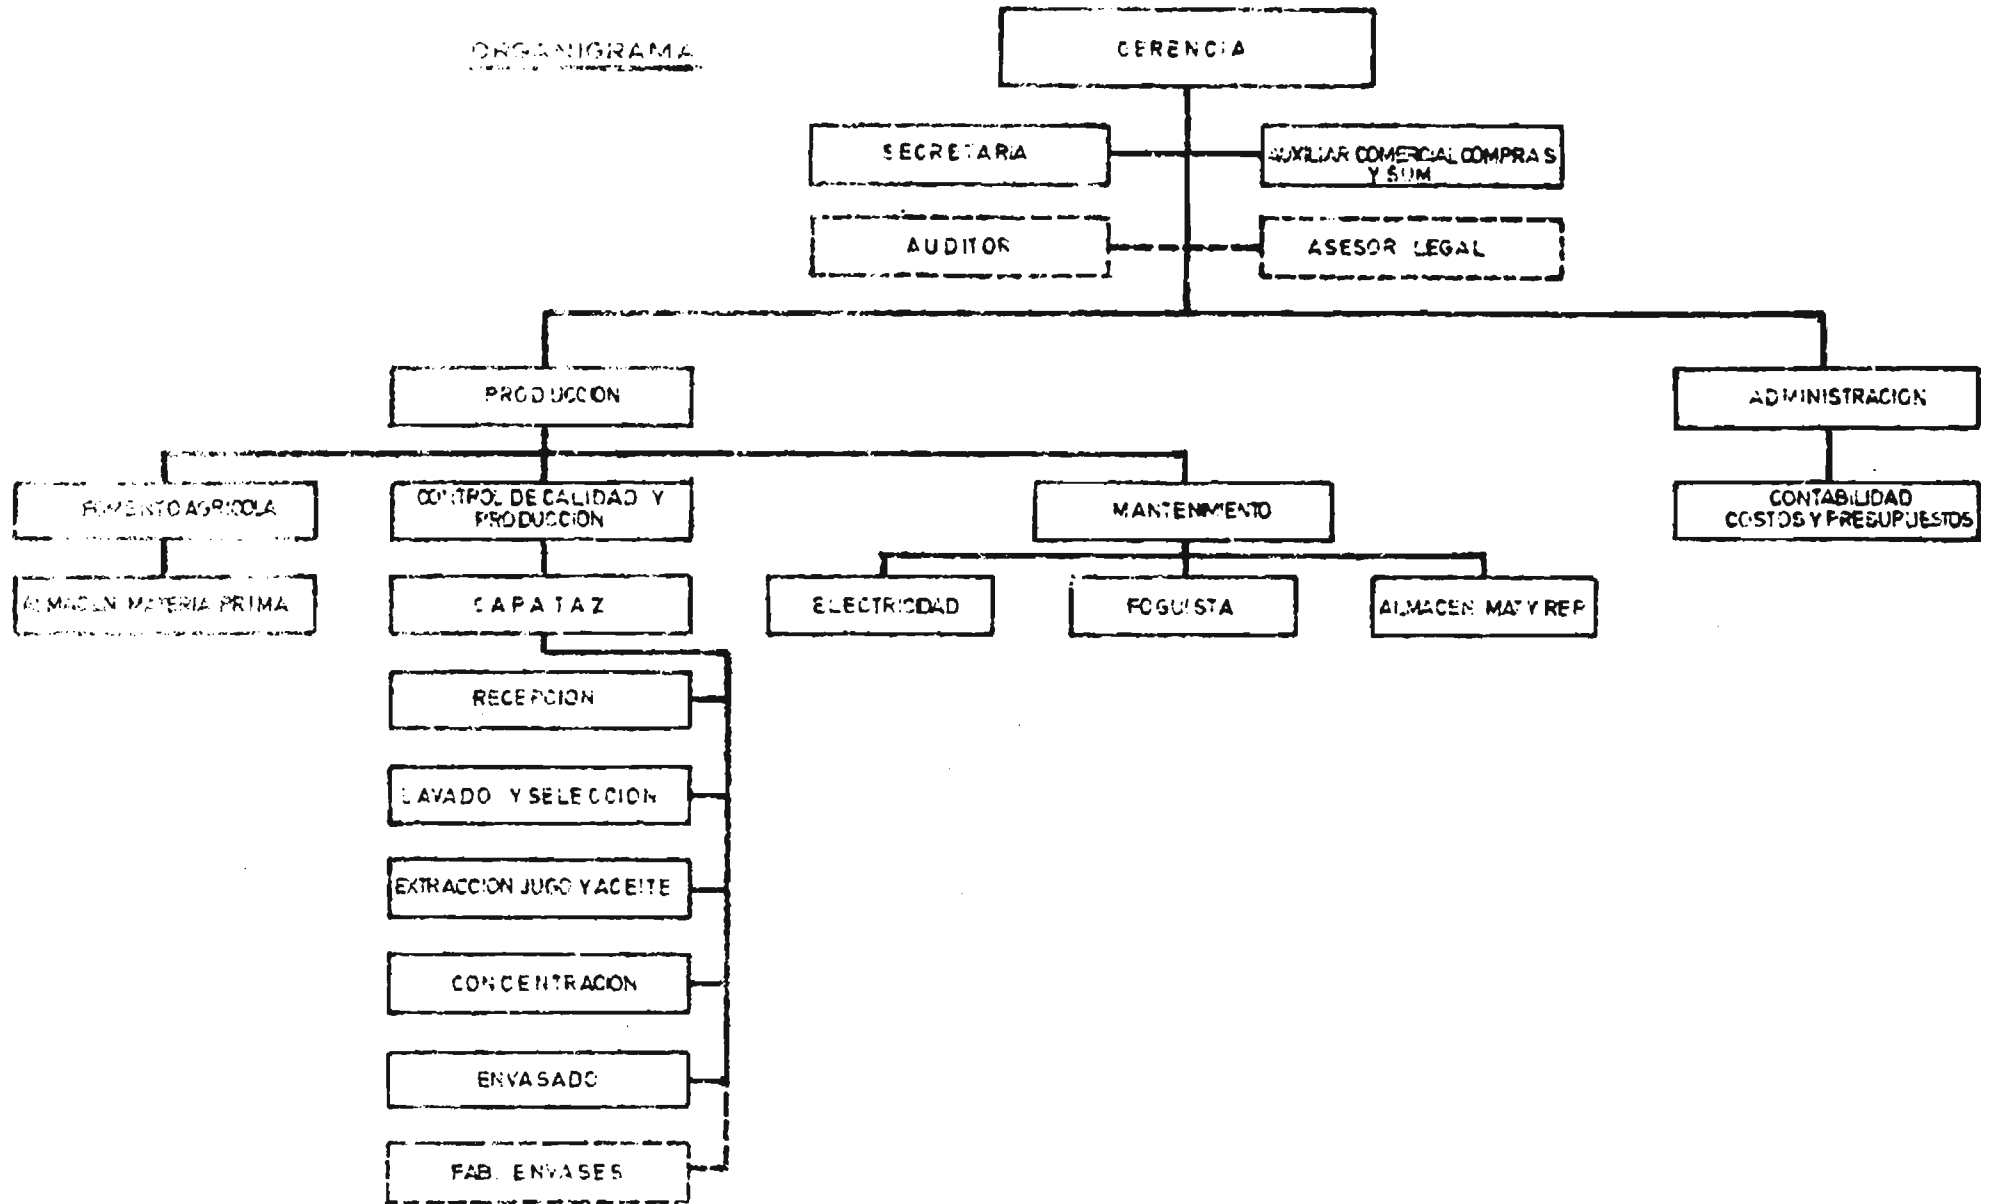 ORGANIGRAMA
GERENCIA
SECRETARIA
AUXILIAR COMERCIAL COMPRAS
Y SUM
AUDITOR
ASESOR LEGAL
PRODUCCION
ADMINISTRACION
FOMENTO AGRICOLA
CONTROL DE CALIDAD Y
PRODUCCION
MANTENIMIENTO
CONTABILIDAD
COSTOS Y PRESUPUESTOS
ALMACEN MATERIA PRIMA
CAPATAZ
ELECTRICIDAD
FOGUISTA
ALMACEN MAT Y REP
RECEPCION
LAVADO Y SELECCION
EXTRACCION JUGO Y ACEITE
CONCENTRACION
ENVASADO
FAB. ENVASES